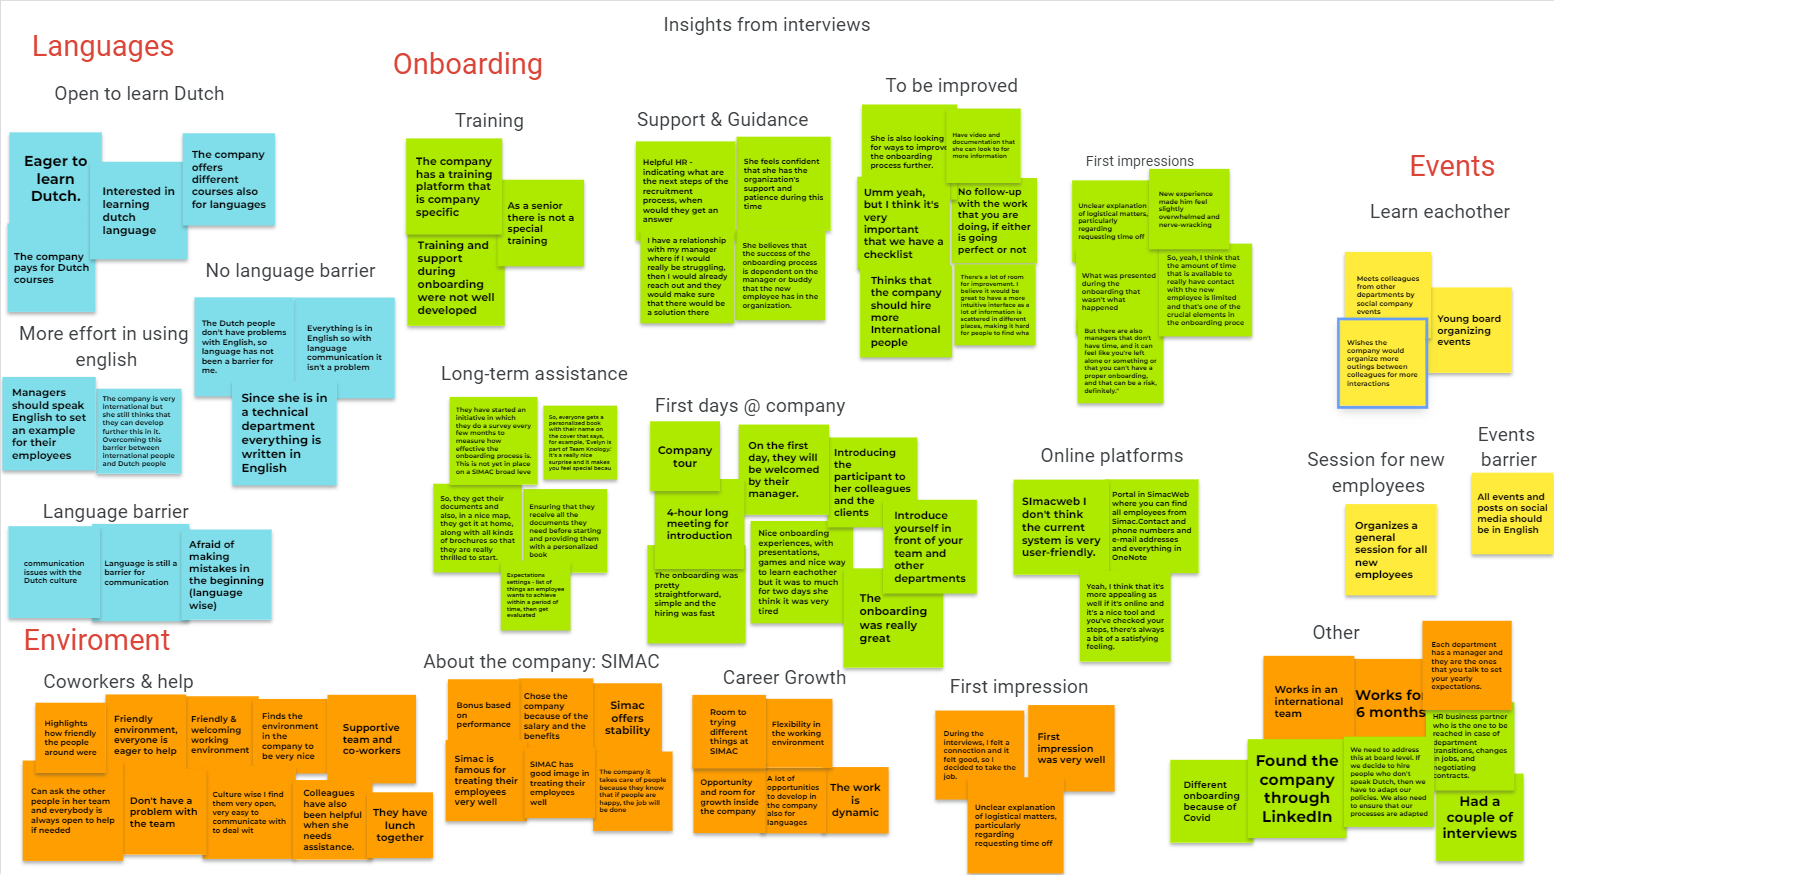 Insights from interviews
Languages
Open to learn Dutch
Eager to
learn
Dutch.
Interested in
learning
dutch
language
The company
offers
different
courses also
for languages
The company
pays for Dutch
courses
No language barrier
The Dutch people
don't have problems
with English, so
language has not
been a barrier for
me.
Everything is in
English so with
language
communication it
isn't a problem
Since she is in
a technical
department
everything is
written in
English
More effort in using
english
Managers
should speak
English to set
an example
for their
employees
The company is very
international but
she still thinks that
they can develop
further this in it.
Overcoming this
barrier between
international people
and Dutch people
Language barrier
communication
issues with the
Dutch culture
Language is still a
barrier for
communication
Afraid of
making
mistakes in
the beginning
(language
wise)
Onboarding
Training
The company
has a training
platform that
is company
specific
As a senior
there is not a
special
training
Training and
support
during
onboarding
were not well
developed
Support & Guidance
Helpful HR -
indicating what are
the next steps of the
recruitment
process, when
would they get an
answer
She feels confident
that she has the
organization's
support and
patience during this
time
I have a relationship
with my manager
where if I would
really be struggling,
then I would already
reach out and they
would make sure
that there would be
a solution there
She believes that
the success of the
onboarding process
is dependent on the
manager or buddy
that the new
employee has in the
organization.
To be improved
She is also looking
for ways to improve
the onboarding
process further.
Have video and
documentation that
she can look to for
more information
Umm yeah,
but I think it's
very
important
that we have a
checklist
No follow-up
with the work
that you are
doing, if either
is going
perfect or not
Thinks that
the company
should hire
more
International
people
There's a lot of room
for improvement. I
believe it would be
great to have a more
intuitive interface as a
lot of information is
scattered in different
places, making it hard
for people to find wha
First impressions
Unclear explanation
of logistical matters,
particularly
regarding
requesting time off
New experience
made him feel
slightly
overwhelmed and
nerve-wracking
What was presented
during the
onboarding that
wasn't what
happened
So, yeah, I think that
the amount of time
that is available to
really have contact
with the new
employee is limited
and that's one of the
crucial elements in
the onboarding proce
But there are also
managers that don't
have time, and it can
feel like you're left
alone or something or
that you can't have a
proper onboarding,
and that can be a risk,
definitely."
Long-term assistance
They have started an
initiative in which
they do a survey every
few months to
measure how
effective the
onboarding process is.
This is not yet in place
on a SIMAC broad leve
So, everyone gets a
personalized book
with their name on
the cover that says,
for example, 'Evelyn is
part of Team Knology.'
It's a really nice
surprise and it makes
you feel special becau
So, they get their
documents and
also, in a nice map,
they get it at home,
along with all kinds
of brochures so that
they are really
thrilled to start.
Ensuring that they
receive all the
documents they
need before starting
and providing them
with a personalized
book
Expectations
settings - list of
things an employee
wants to achieve
within a period of
time, then get
evaluated
First days @ company
Company
tour
On the first
day, they will
be welcomed
by their
manager.
Introducing
the
participant to
her colleagues
and the
clients
4-hour long
meeting for
introduction
Introduce
yourself in
front of your
team and
other
departments
Nice onboarding
experiences, with
presentations,
games and nice way
to learn eachother
but it was to much
for two days she
think it was very
tired
The onboarding was
pretty
straightforward,
simple and the
hiring was fast
The
onboarding
was really
great
Online platforms
SImacweb I
don't think
the current
system is very
user-friendly.
Portal in SimacWeb
where you can find
all employees from
Simac.Contact and
phone numbers and
e-mail addresses
and everything in
OneNote
Yeah, I think that it's
more appealing as
well if it's online and
it's a nice tool and
you've checked your
steps, there's always
a bit of a satisfying
feeling.
Events
Learn eachother
Meets colleagues
from other
departments by
social company
events
Young board
organizing
events
Wishes the
company would
organize more
outings between
colleagues for more
interactions
Session for new
employees
Organizes a
general
session for all
new
employees
Events
barrier
All events and
posts on social
media should
be in English
Enviroment
Coworkers & help
Highlights
how friendly
the people
around were
Friendly
environment,
everyone is
eager to help
Friendly &
welcoming
working
environment
Finds the
environment
in the
company to
be very nice
Supportive
team and
co-workers
Can ask the other
people in her team
and everybody is
always open to help
if needed
Don't have a
problem with
the team
Culture wise I find
them very open,
very easy to
communicate with
to deal wit
Colleagues
have also
been helpful
when she
needs
assistance.
They have
lunch
together
About the company: SIMAC
Bonus based
on
performance
Chose the
company
because of the
salary and the
benefits
Simac
offers
stability
Simac is
famous for
treating their
employees
very well
SIMAC has
good image in
treating their
employees
well
The company it
takes care of people
because they know
that if people are
happy, the job will
be done
Career Growth
Room to
trying
different
things at
SIMAC
Flexibility in
the working
environment
Opportunity
and room for
growth inside
the company
A lot of
opportunities
to develop in
the company
also for
languages
The work
is
dynamic
First impression
During the
interviews, I felt a
connection and it
felt good, so I
decided to take the
job.
First
impression
was very well
Unclear explanation
of logistical matters,
particularly
regarding
requesting time off
Other
Works in an
international
team
Works for
6 months
Each department
has a manager and
they are the ones
that you talk to set
your yearly
expectations.
HR business partner
who is the one to be
reached in case of
department
transitions, changes
in jobs, and
negotiating
contracts.
Different
onboarding
because of
Covid
Found the
company
through
LinkedIn
We need to address
this at board level. If
we decide to hire
people who don't
speak Dutch, then we
have to adapt our
policies. We also need
to ensure that our
processes are adapted
Had a
couple of
interviews